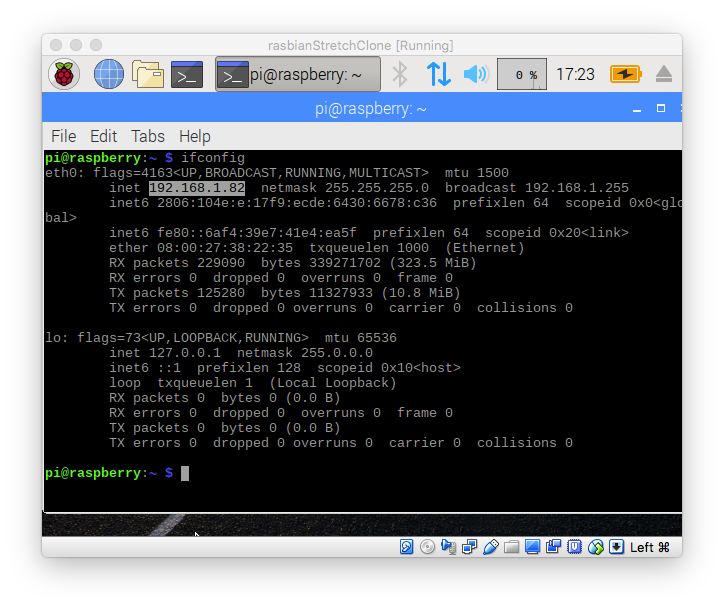 rasbianStretchClone [Running]
pi@raspberry: ~
0 %
17:23
pi@raspberry: ~
File Edit Tabs Help
pi@raspberry:~ $ ifconfig
eth0: flags=4163<UP,BROADCAST,RUNNING,MULTICAST>  mtu 1500
        inet 192.168.1.82  netmask 255.255.255.0  broadcast 192.168.1.255
        inet6 2806:104e:e:17f9:ecde:6430:6678:c36  prefixlen 64  scopeid 0x0<glo
bal>
        inet6 fe80::6af4:39e7:41e4:ea5f  prefixlen 64  scopeid 0x20<link>
        ether 08:00:27:38:22:35  txqueuelen 1000  (Ethernet)
        RX packets 229090  bytes 339271702 (323.5 MiB)
        RX errors 0  dropped 0  overruns 0  frame 0
        TX packets 125280  bytes 11327933 (10.8 MiB)
        TX errors 0  dropped 0 overruns 0  carrier 0  collisions 0
lo: flags=73<UP,LOOPBACK,RUNNING>  mtu 65536
        inet 127.0.0.1  netmask 255.0.0.0
        inet6 ::1  prefixlen 128  scopeid 0x10<host>
        loop  txqueuelen 1  (Local Loopback)
        RX packets 0  bytes 0 (0.0 B)
        RX errors 0  dropped 0  overruns 0  frame 0
        TX packets 0  bytes 0 (0.0 B)
        TX errors 0  dropped 0 overruns 0  carrier 0  collisions 0
pi@raspberry:~ $
Left ⌘